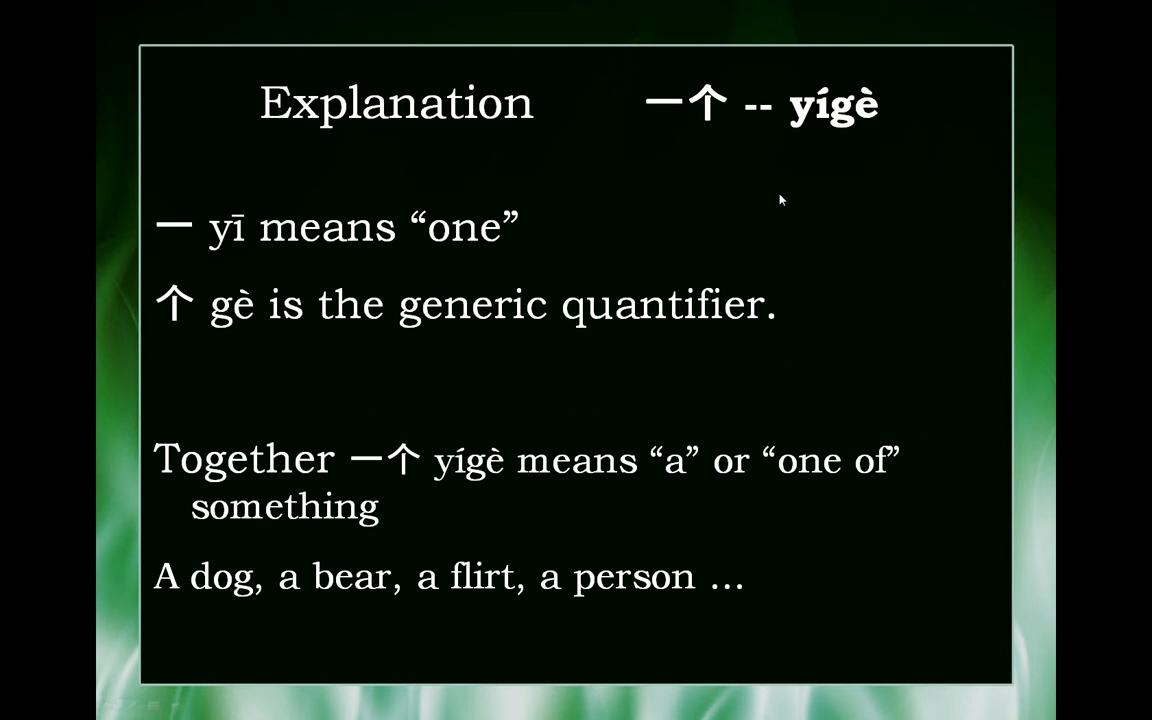 Explanation 一个 -- yígè
一 yī means “one”
个 gè is the generic quantifier.
Together 一个 yígè means “a” or “one of”
something
A dog, a bear, a flirt, a person …